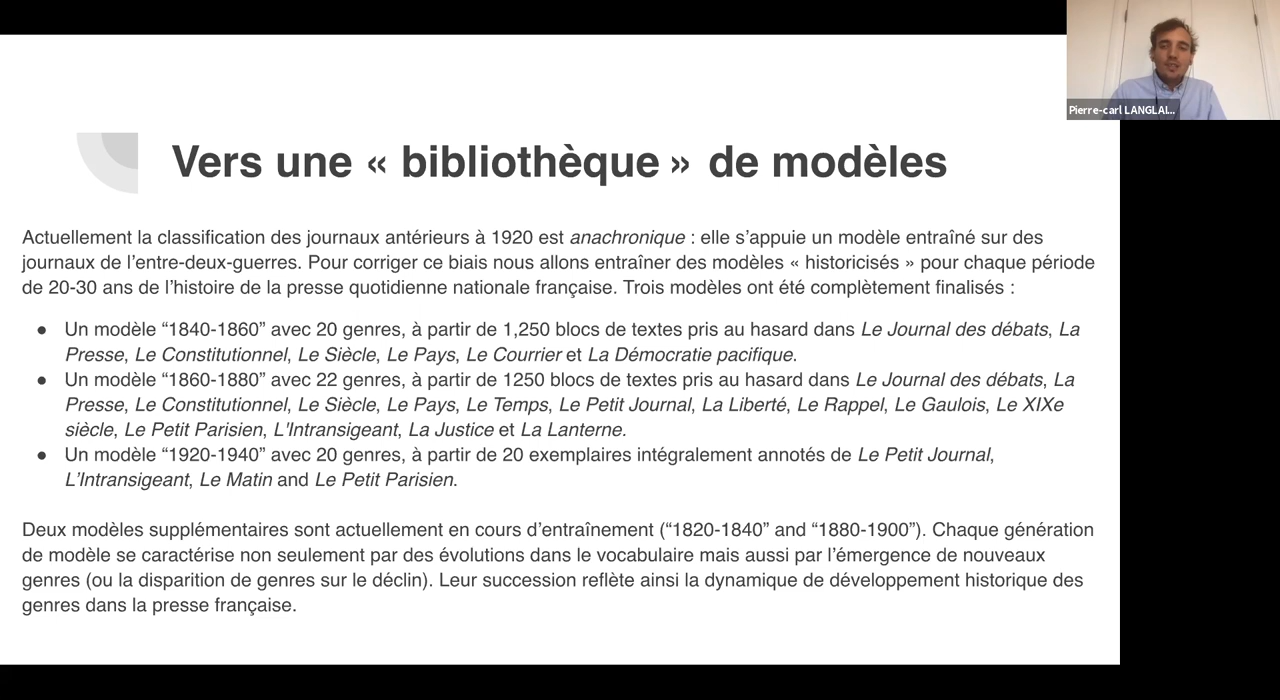 Pierre-carl LANGLAI...
Vers une « bibliothèque » de modèles
Actuellement la classification des journaux antérieurs à 1920 est anachronique : elle s’appuie un modèle entraîné sur des
journaux de l’entre-deux-guerres. Pour corriger ce biais nous allons entraîner des modèles « historicisés » pour chaque période
de 20-30 ans de l’histoire de la presse quotidienne nationale française. Trois modèles ont été complètement finalisés :
● Un modèle “1840-1860” avec 20 genres, à partir de 1,250 blocs de textes pris au hasard dans Le Journal des débats, La
Presse, Le Constitutionnel, Le Siècle, Le Pays, Le Courrier et La Démocratie pacifique.
● Un modèle “1860-1880” avec 22 genres, à partir de 1250 blocs de textes pris au hasard dans Le Journal des débats, La
Presse, Le Constitutionnel, Le Siècle, Le Pays, Le Temps, Le Petit Journal, La Liberté, Le Rappel, Le Gaulois, Le XIXe
siècle, Le Petit Parisien, L'Intransigeant, La Justice et La Lanterne.
● Un modèle “1920-1940” avec 20 genres, à partir de 20 exemplaires intégralement annotés de Le Petit Journal,
L’Intransigeant, Le Matin and Le Petit Parisien.
Deux modèles supplémentaires sont actuellement en cours d’entraînement (“1820-1840” and “1880-1900”). Chaque génération
de modèle se caractérise non seulement par des évolutions dans le vocabulaire mais aussi par l’émergence de nouveaux
genres (ou la disparition de genres sur le déclin). Leur succession reflète ainsi la dynamique de développement historique des
genres dans la presse française.